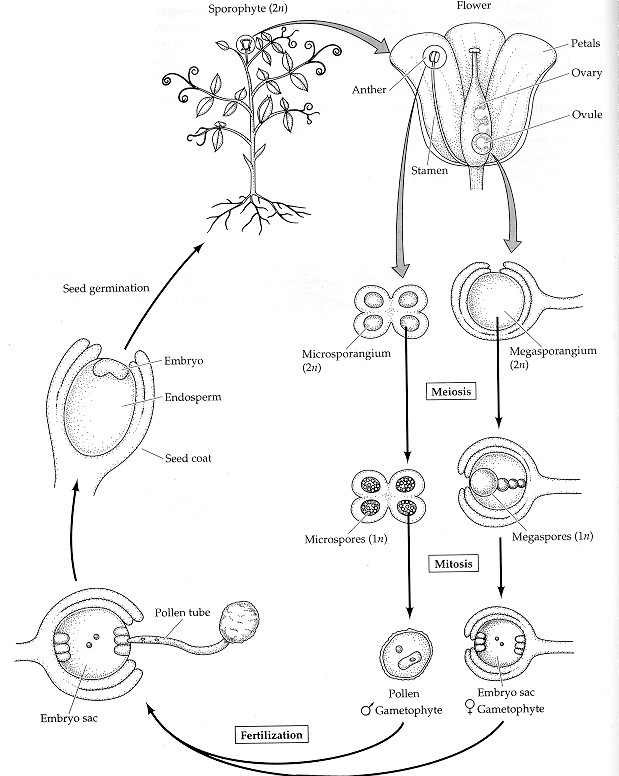 Sporophyte (2n)
Flower
Petals
Anther
Ovary
Ovule
Stamen
Seed germination
Microsporangium
(2n)
Megasporangium
(2n)
Embryo
Meiosis
Endosperm
Seed coat
Microspores (1n)
Megaspores (1n)
Mitosis
Pollen tube
Embryo sac
Pollen
♂ Gametophyte
Embryo sac
♀ Gametophyte
Fertilization